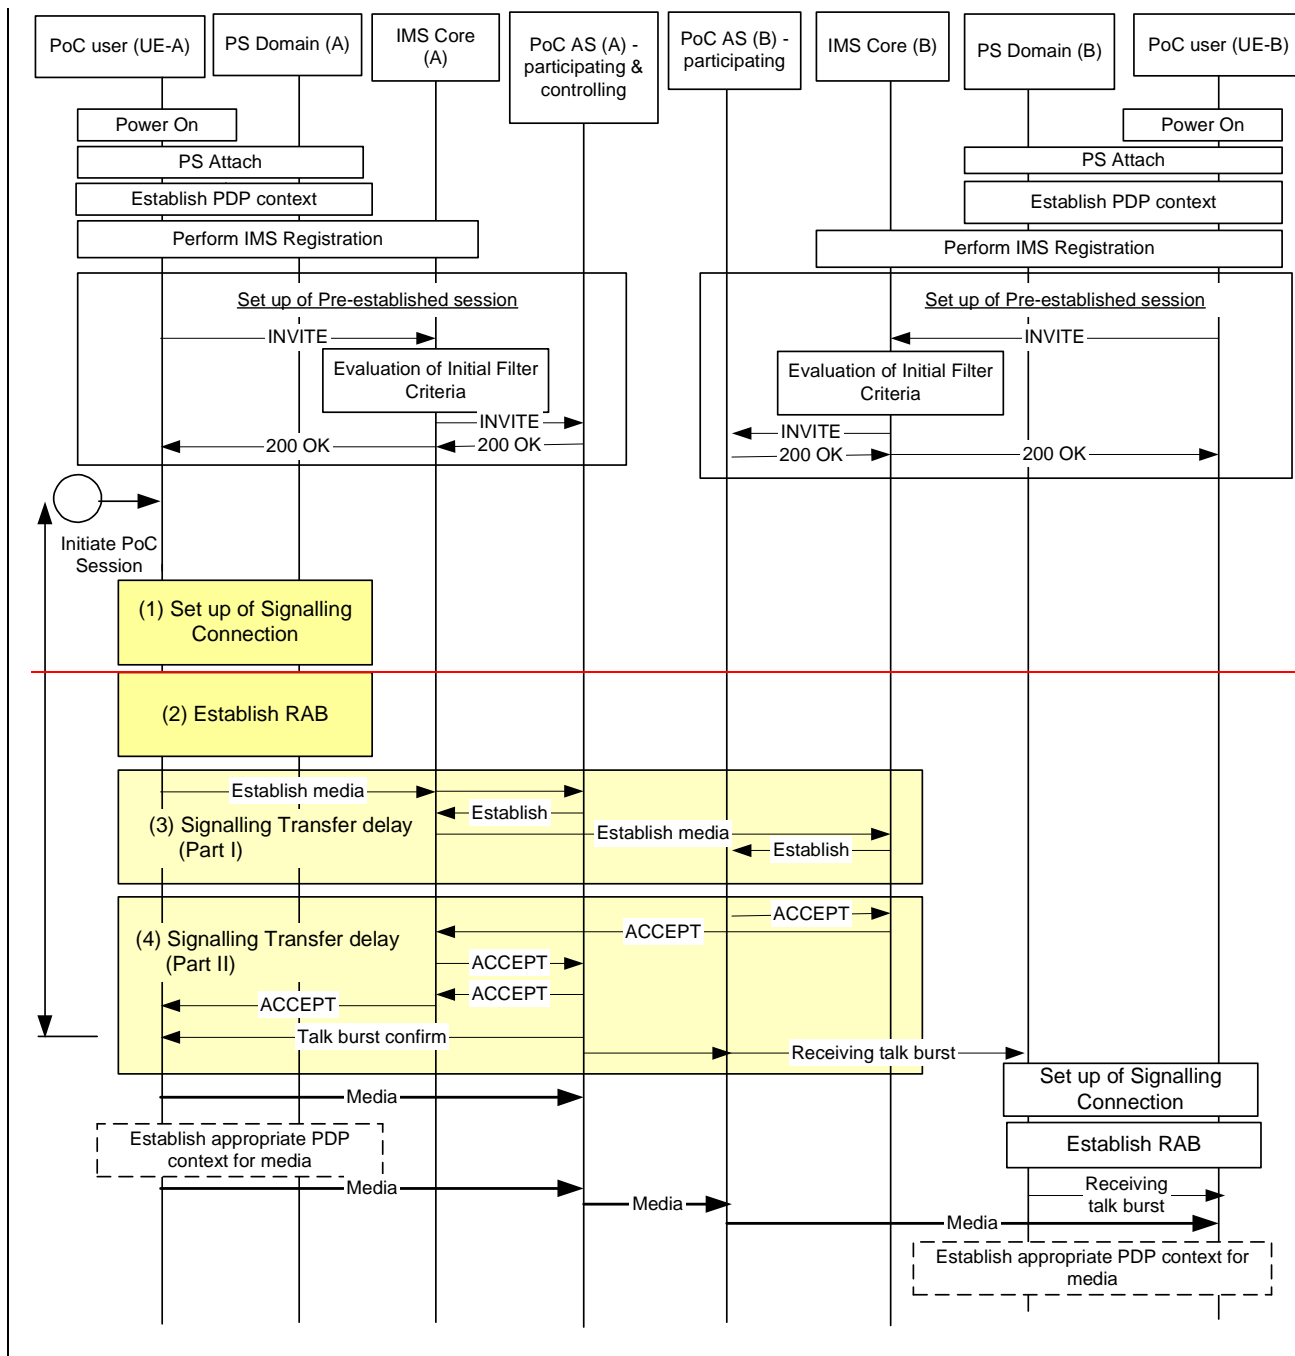 PoC user (UE-A)
PS Domain (A)
IMS Core
(A)
PoC AS (A) -
participating &
controlling
PoC AS (B) -
participating
IMS Core (B)
PS Domain (B)
PoC user (UE-B)
Power On
Power On
PS Attach
PS Attach
Establish PDP context
Establish PDP context
Perform IMS Registration
Perform IMS Registration
Set up of Pre-established session
Set up of Pre-established session
INVITE
INVITE
Evaluation of Initial Filter
Criteria
Evaluation of Initial Filter
Criteria
INVITE
INVITE
200 OK
200 OK
200 OK
200 OK
Initiate PoC
Session
(1) Set up of Signalling
Connection
(2) Establish RAB
Establish media
Establish
(3) Signalling Transfer delay
(Part I)
Establish media
Establish
ACCEPT
ACCEPT
(4) Signalling Transfer delay
(Part II)
ACCEPT
ACCEPT
ACCEPT
Talk burst confirm
Receiving talk burst
Set up of Signalling
Connection
Media
Establish appropriate PDP
context for media
Establish RAB
Media
Receiving
talk burst
Media
Media
Establish appropriate PDP context for
media